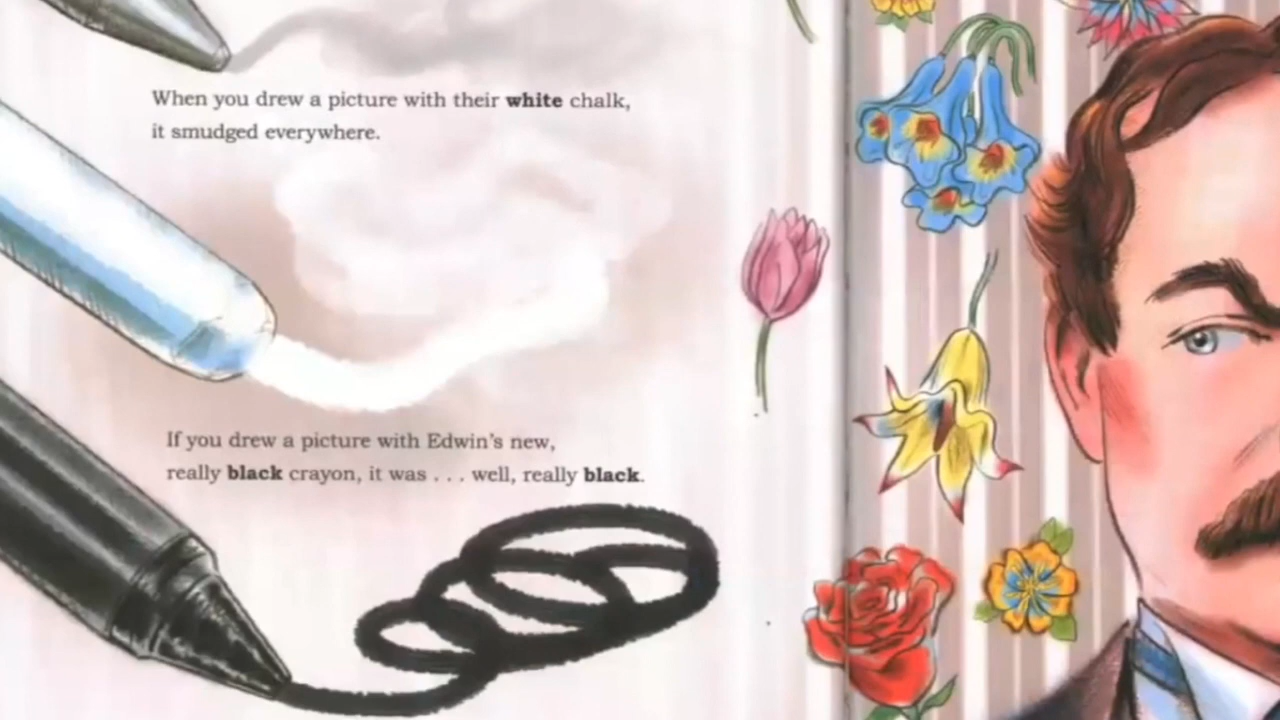 When you drew a picture with their white chalk,
it smudged everywhere.
If you drew a picture with Edwin's new,
really black crayon, it was . . . well, really black.